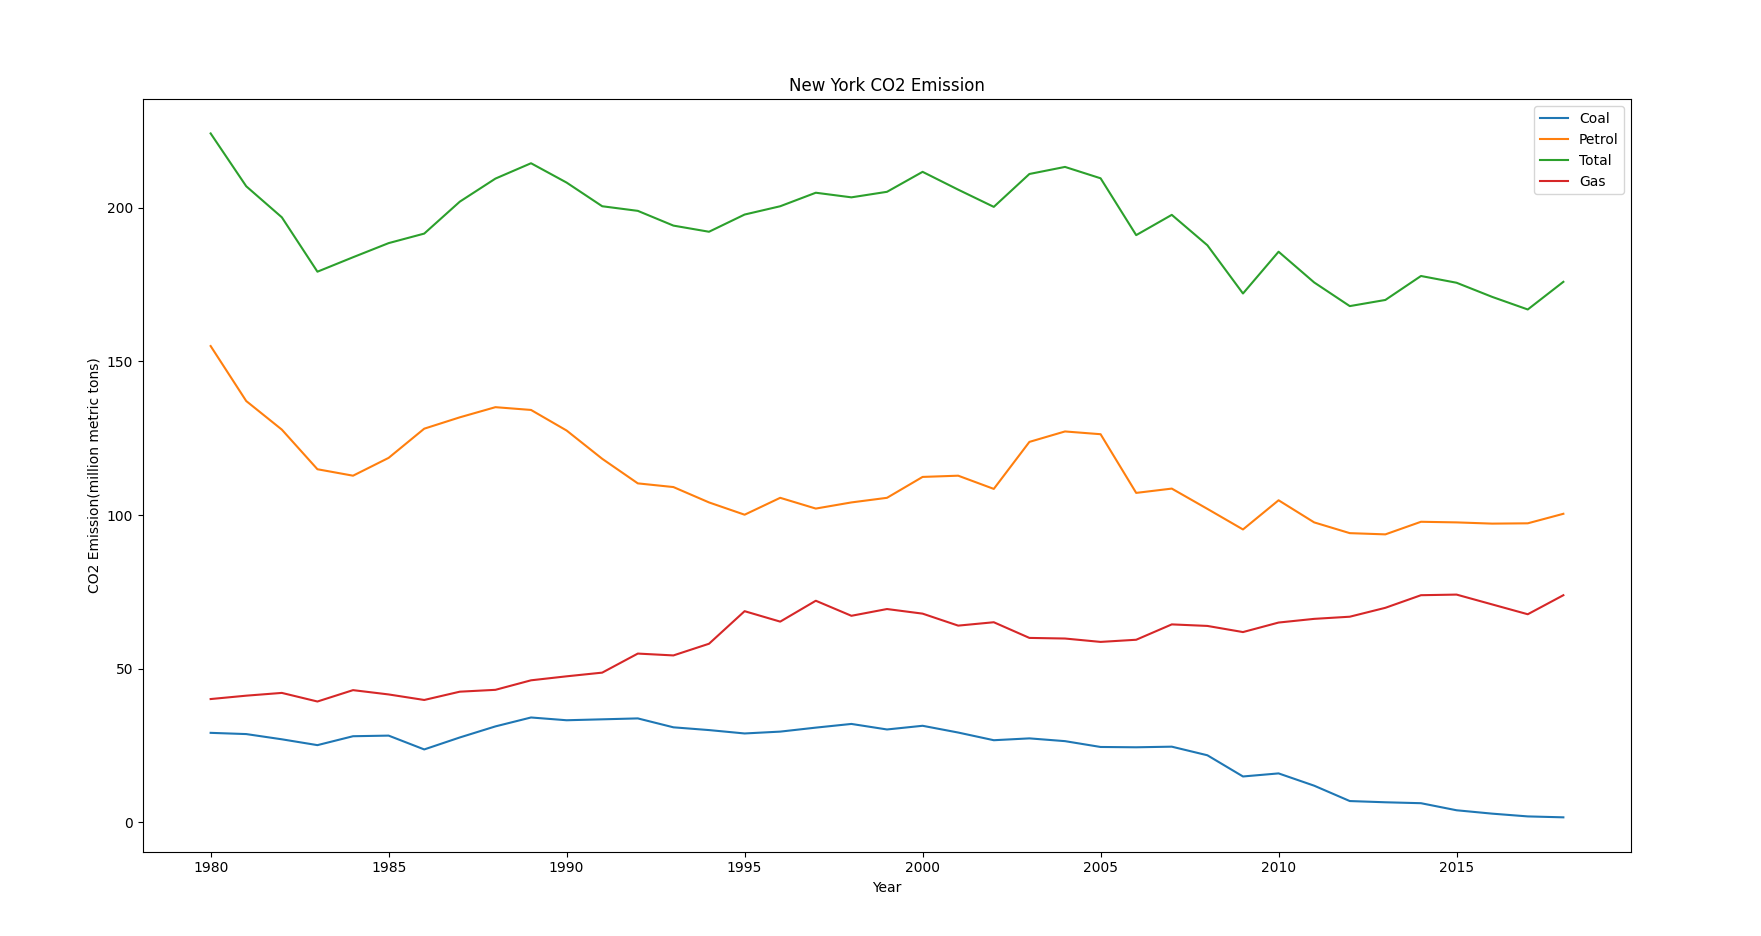 New York CO2 Emission
Coal
Petrol
Total
Gas
CO2 Emission(million metric tons)
200
150
100
50
0
1980 1985 1990 1995 2000 2005 2010 2015
Year